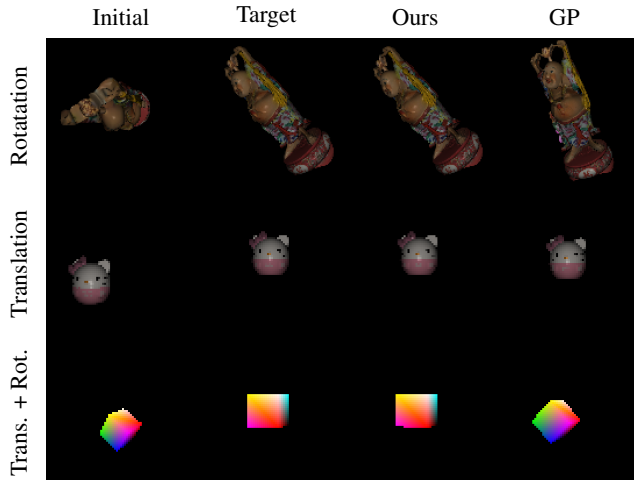 Initial Target Ours GP
Rotatation
Translation
Trans. + Rot.